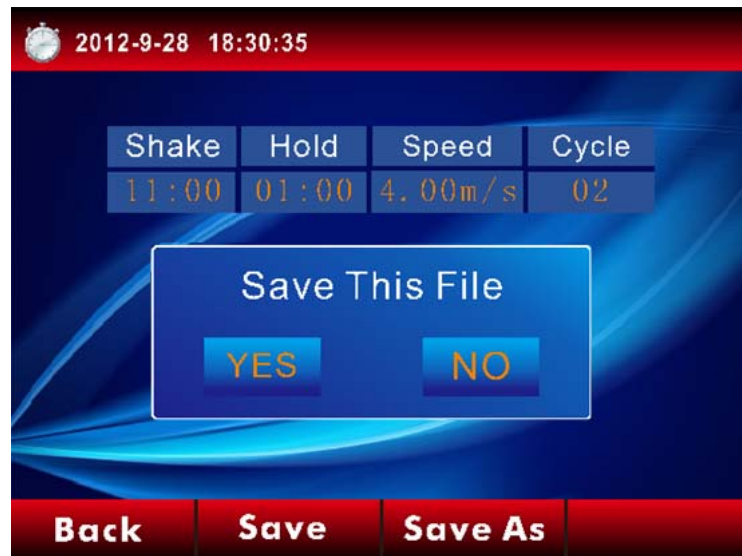 2012-9-28 18:30:35
Shake Hold Speed Cycle
11:00 01:00 4.00m/s 02
Save This File
YES NO
Back Save Save As